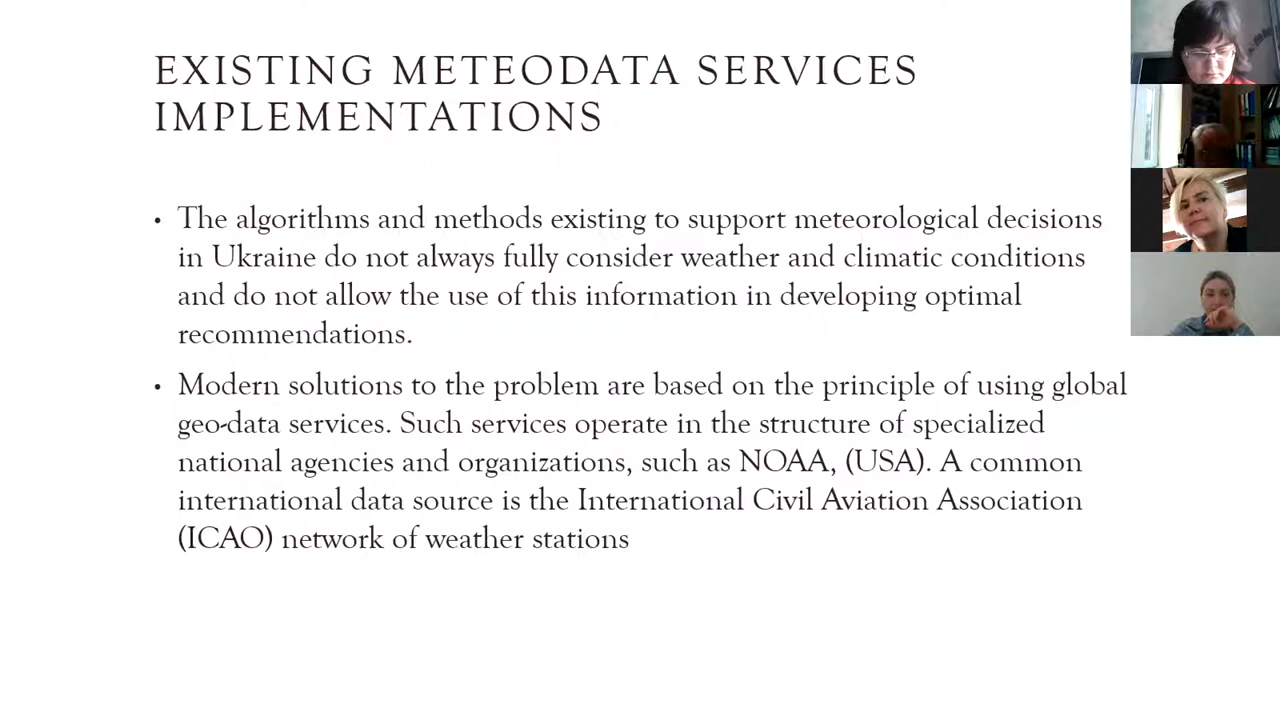 EXISTING METEODATA SERVICES
IMPLEMENTATIONS
• The algorithms and methods existing to support meteorological decisions
in Ukraine do not always fully consider weather and climatic conditions
and do not allow the use of this information in developing optimal
recommendations.
• Modern solutions to the problem are based on the principle of using global
geo-data services. Such services operate in the structure of specialized
national agencies and organizations, such as NOAA, (USA). A common
international data source is the International Civil Aviation Association
(ICAO) network of weather stations